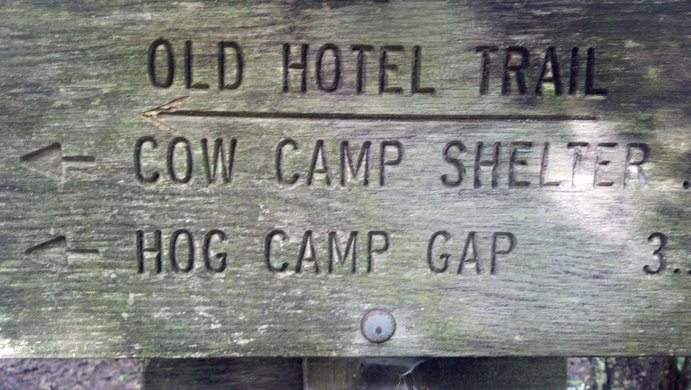 OLD HOTEL TRAIL
COW CAMP SHELTER .
HOG CAMP GAP 3..